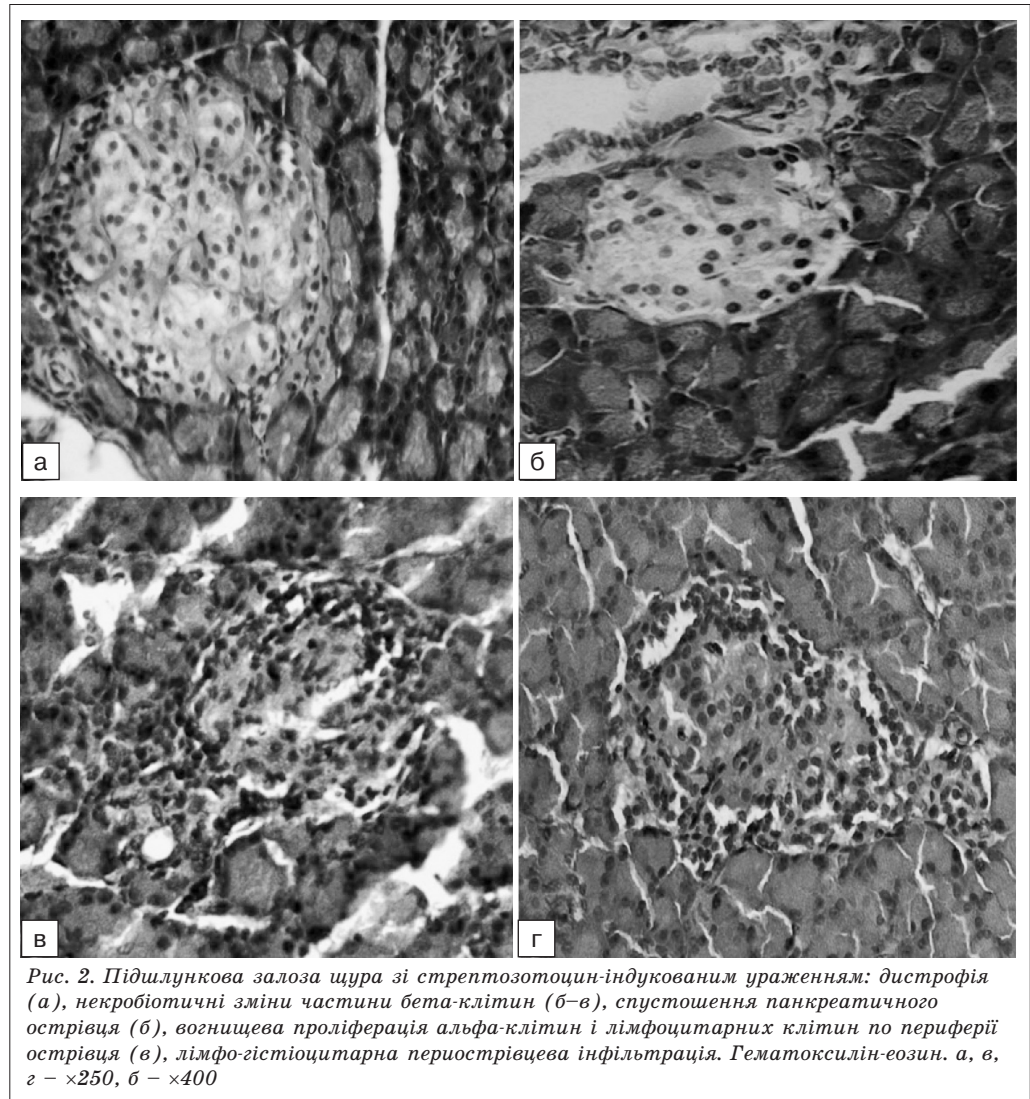 а
б
в
г
Рис. 2. Підшлункова залоза щура зі стрептозотоцин-індукованим ураженням: дистрофія
(а), некробіотичні зміни частини бета-клітин (б–в), спустошення панкреатичного
острівця (б), вогнищева проліферація альфа-клітин і лімфоцитарних клітин по периферії
острівця (в), лімфо-гістіоцитарна периострівцева інфільтрація. Гематоксилін-еозин. а, в,
г – ×250, б – ×400